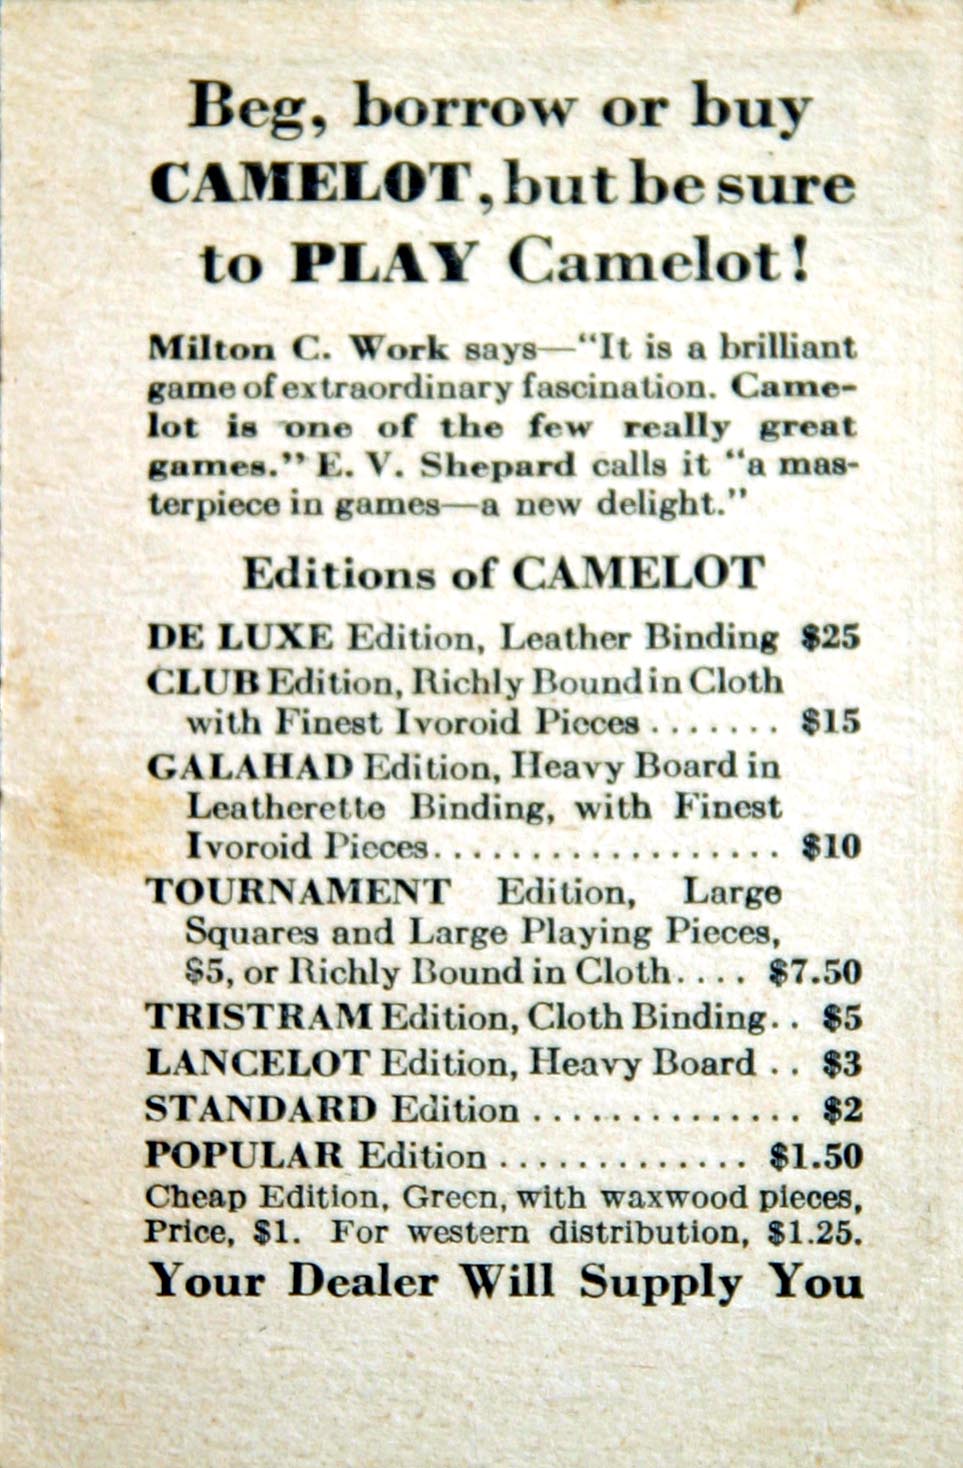 Beg, borrow or buy
CAMELOT, but be sure
to PLAY Camelot!
Milton C. Work says—“It is a brilliant
game of extraordinary fascination. Came-
lot is one of the few really great
games.” E. V. Shepard calls it “a mas-
terpiece in games—a new delight.”
Editions of CAMELOT
DE LUXE Edition, Leather Binding $25
CLUB Edition, Richly Bound in Cloth
with Finest Ivoroid Pieces ....... $15
GALAHAD Edition, Heavy Board in
Leatherette Binding, with Finest
Ivoroid Pieces.................. $10
TOURNAMENT Edition, Large
Squares and Large Playing Pieces,
$5, or Richly Bound in Cloth.... $7.50
TRISTRAM Edition, Cloth Binding.. $5
LANCELOT Edition, Heavy Board .. $3
STANDARD Edition .............. $2
POPULAR Edition ............. $1.50
Cheap Edition, Green, with waxwood pieces,
Price, $1. For western distribution, $1.25.
Your Dealer Will Supply You